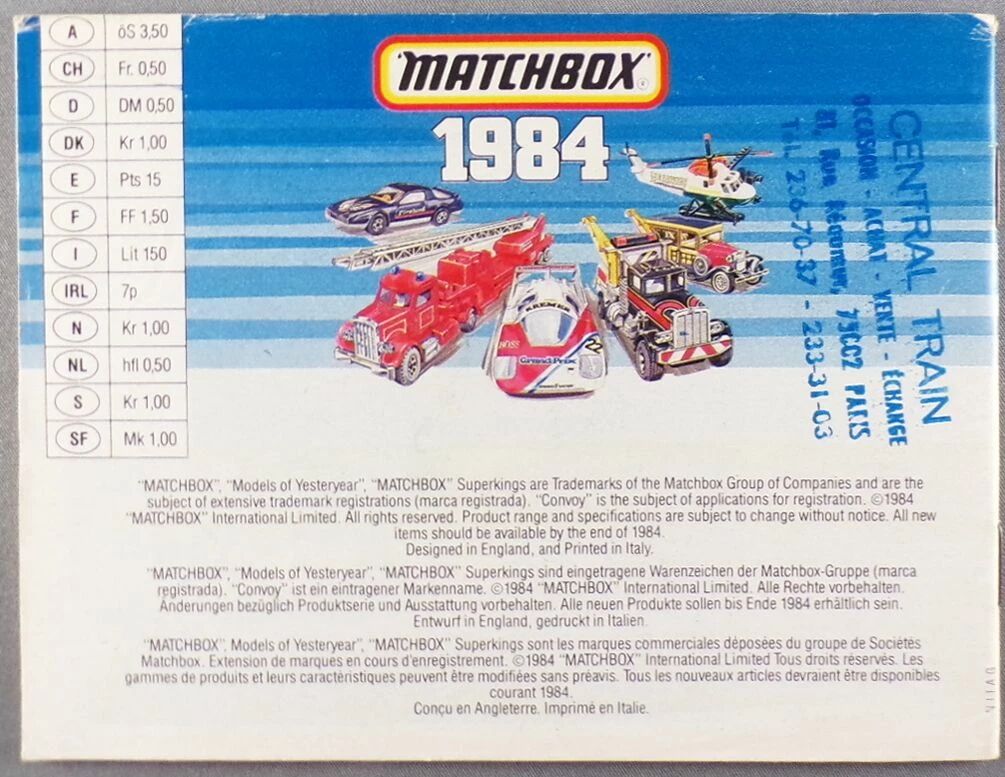 A öS 3,50
CH Fr. 0,50
D DM 0,50
DK Kr 1,00
E Pts 15
F FF 1,50
I Lit 150
IRL 7p
N Kr 1,00
NL hfl 0,50
S Kr 1,00
SF Mk 1,00
"MATCHBOX"
1984
KREMER
BOSS
Grand Prix
2
CENTRAL TRAIN
OCCASION - ACHAT - VENTE - ÉCHANGE
81, Rue Réaumur, 75002 PARIS
Tél. 236-70-37 - 233-31-03
"MATCHBOX", "Models of Yesteryear", "MATCHBOX" Superkings are Trademarks of the Matchbox Group of Companies and are the
subject of extensive trademark registrations (marca registrada). "Convoy" is the subject of applications for registration. ©1984
"MATCHBOX" International Limited. All rights reserved. Product range and specifications are subject to change without notice. All new
items should be available by the end of 1984.
Designed in England, and Printed in Italy.
"MATCHBOX", "Models of Yesteryear", "MATCHBOX" Superkings sind eingetragene Warenzeichen der Matchbox-Gruppe (marca
registrada). "Convoy" ist ein eintragener Markenname. ©1984 "MATCHBOX" International Limited. Alle Rechte vorbehalten.
Änderungen bezüglich Produktserie und Ausstattung vorbehalten. Alle neuen Produkte sollen bis Ende 1984 erhältlich sein.
Entwurf in England, gedruckt in Italien.
"MATCHBOX". Models of Yesteryear", "MATCHBOX" Superkings sont les marques commerciales déposées du groupe de Sociétés
Matchbox. Extension de marques en cours d'enregistrement. ©1984 "MATCHBOX" International Limited Tous droits réservés. Les
gammes de produits et leurs caractéristiques peuvent être modifiées sans préavis. Tous les nouveaux articles devraient être disponibles
courant 1984.
Conçu en Angleterre. Imprimé en Italie.